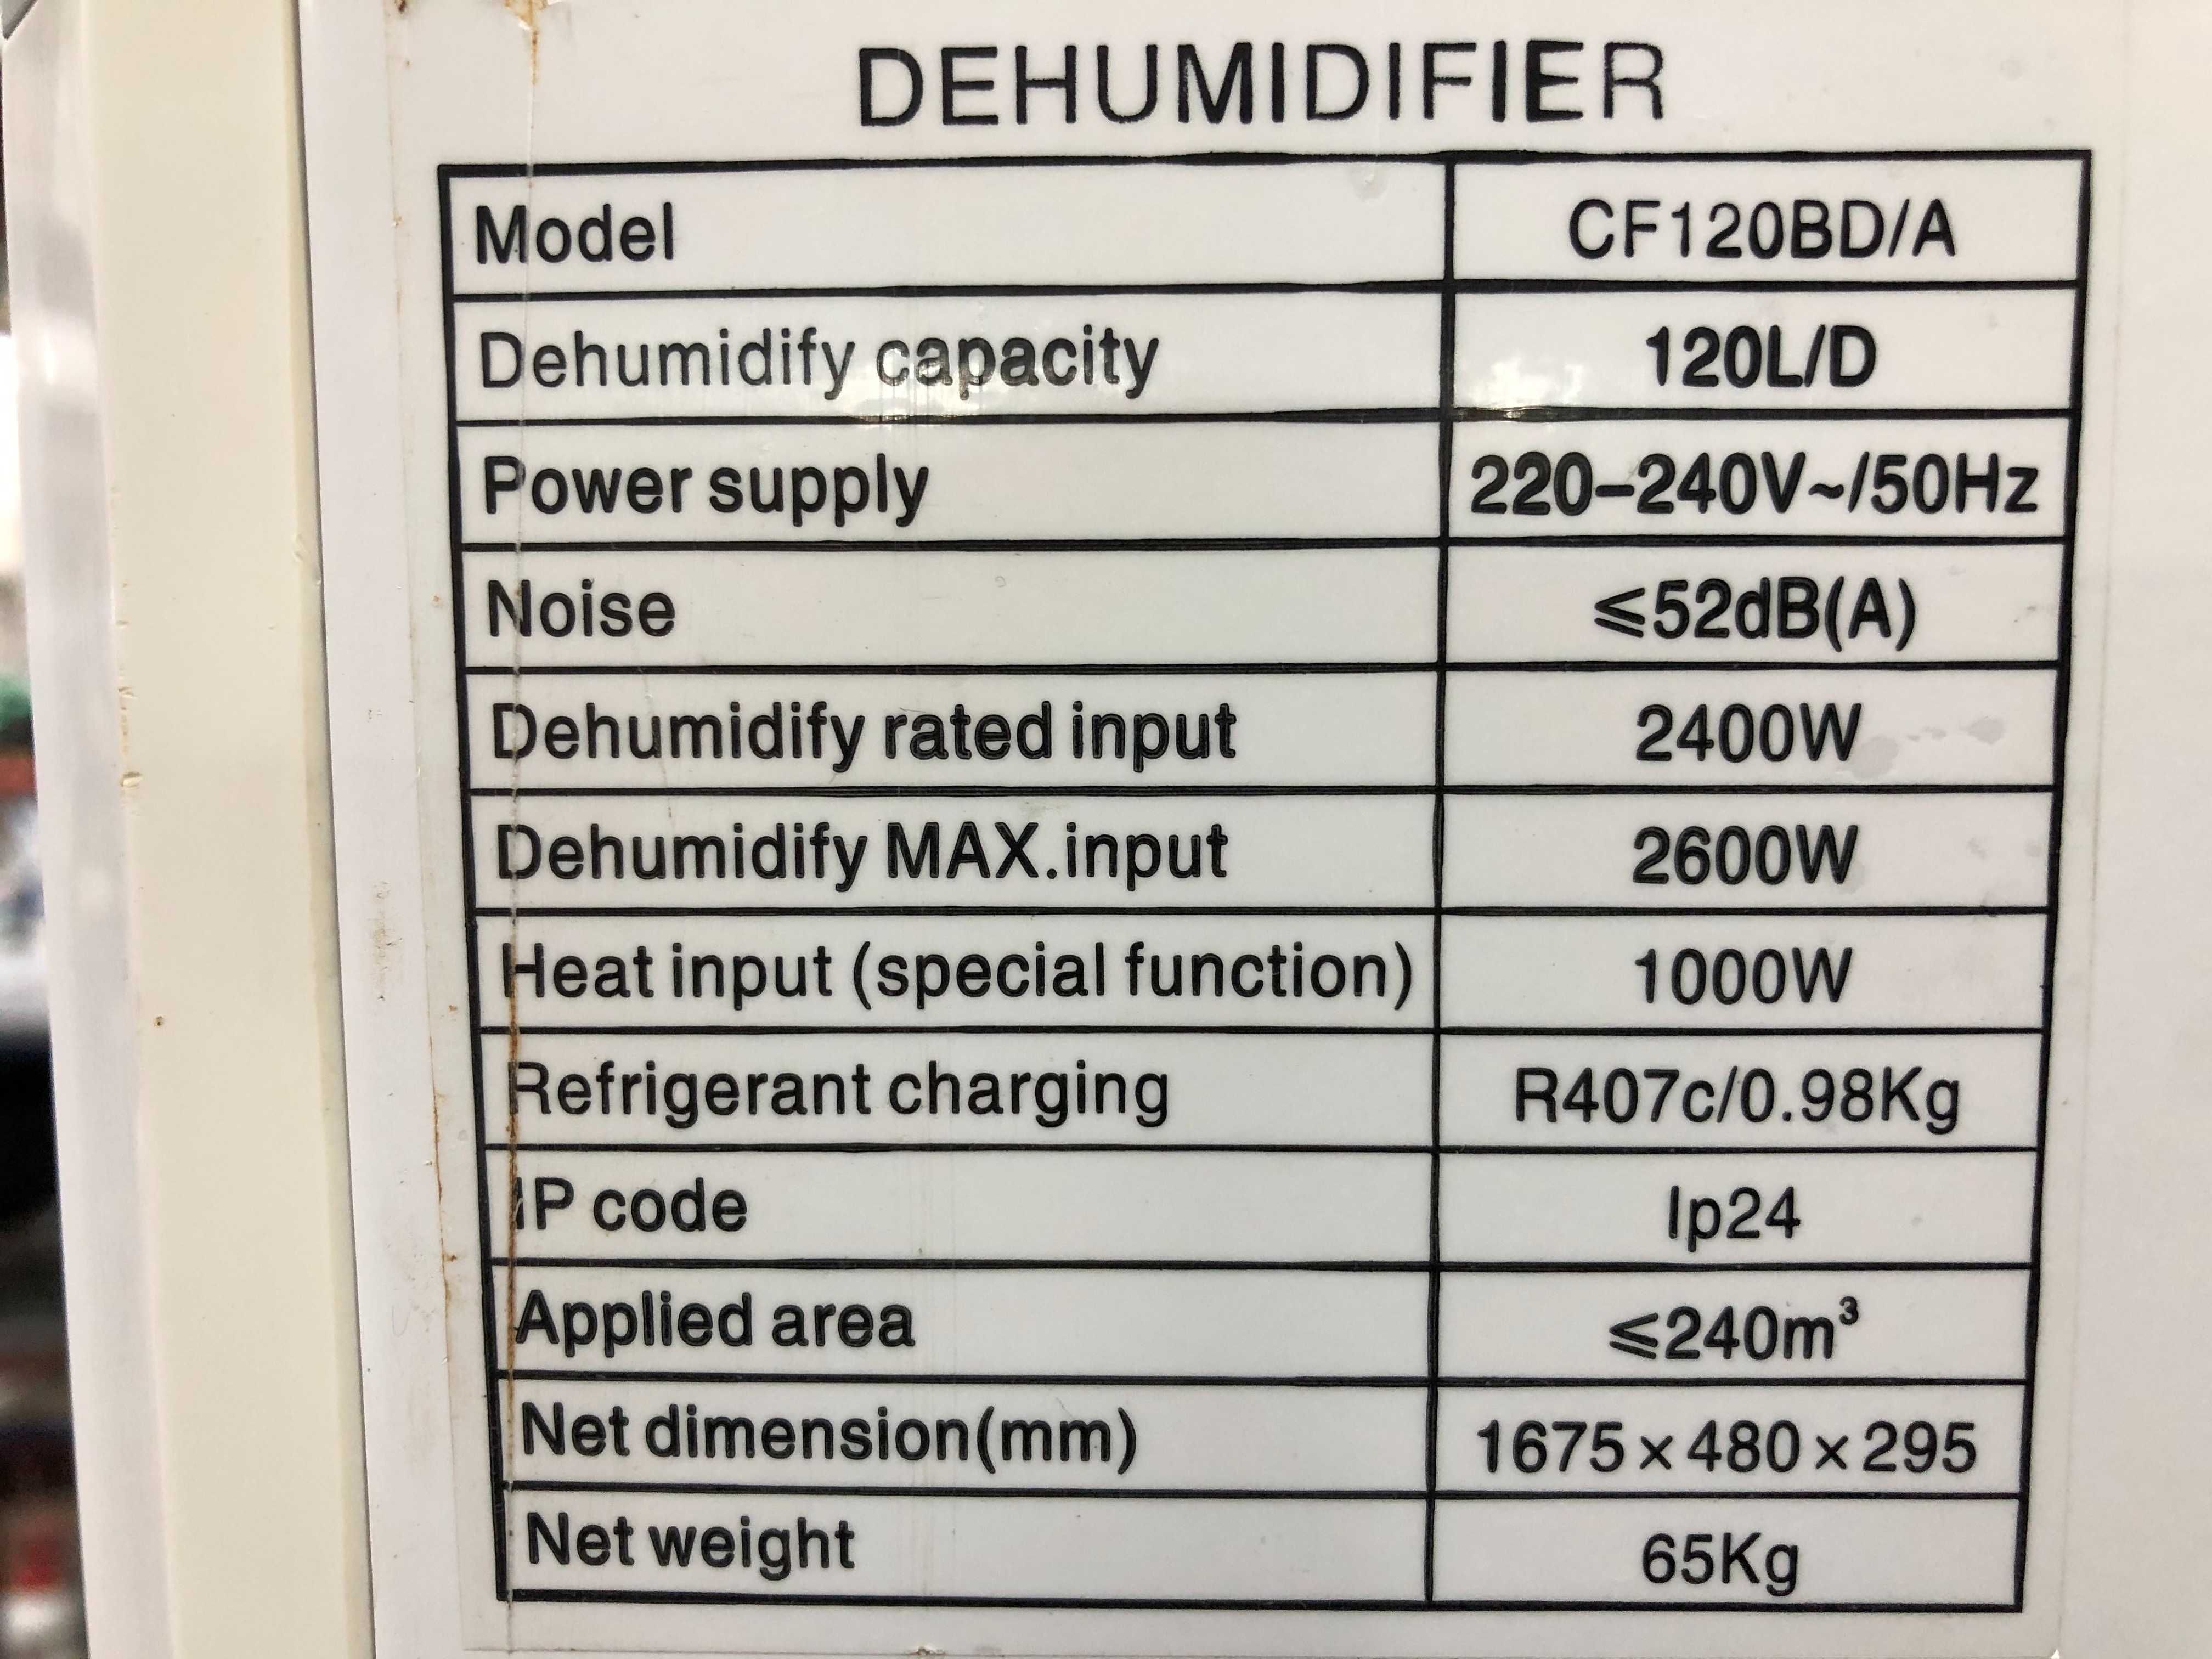 DEHUMIDIFIER
Model CF120BD/A
Dehumidify capacity 120L/D
Power supply 220–240V~/50Hz
Noise ⩽52dB(A)
Dehumidify rated input 2400W
Dehumidify MAX.input 2600W
Heat input (special function) 1000W
Refrigerant charging R407c/0.98Kg
IP code Ip24
Applied area ⩽240m³
Net dimension(mm) 1675×480×295
Net weight 65Kg